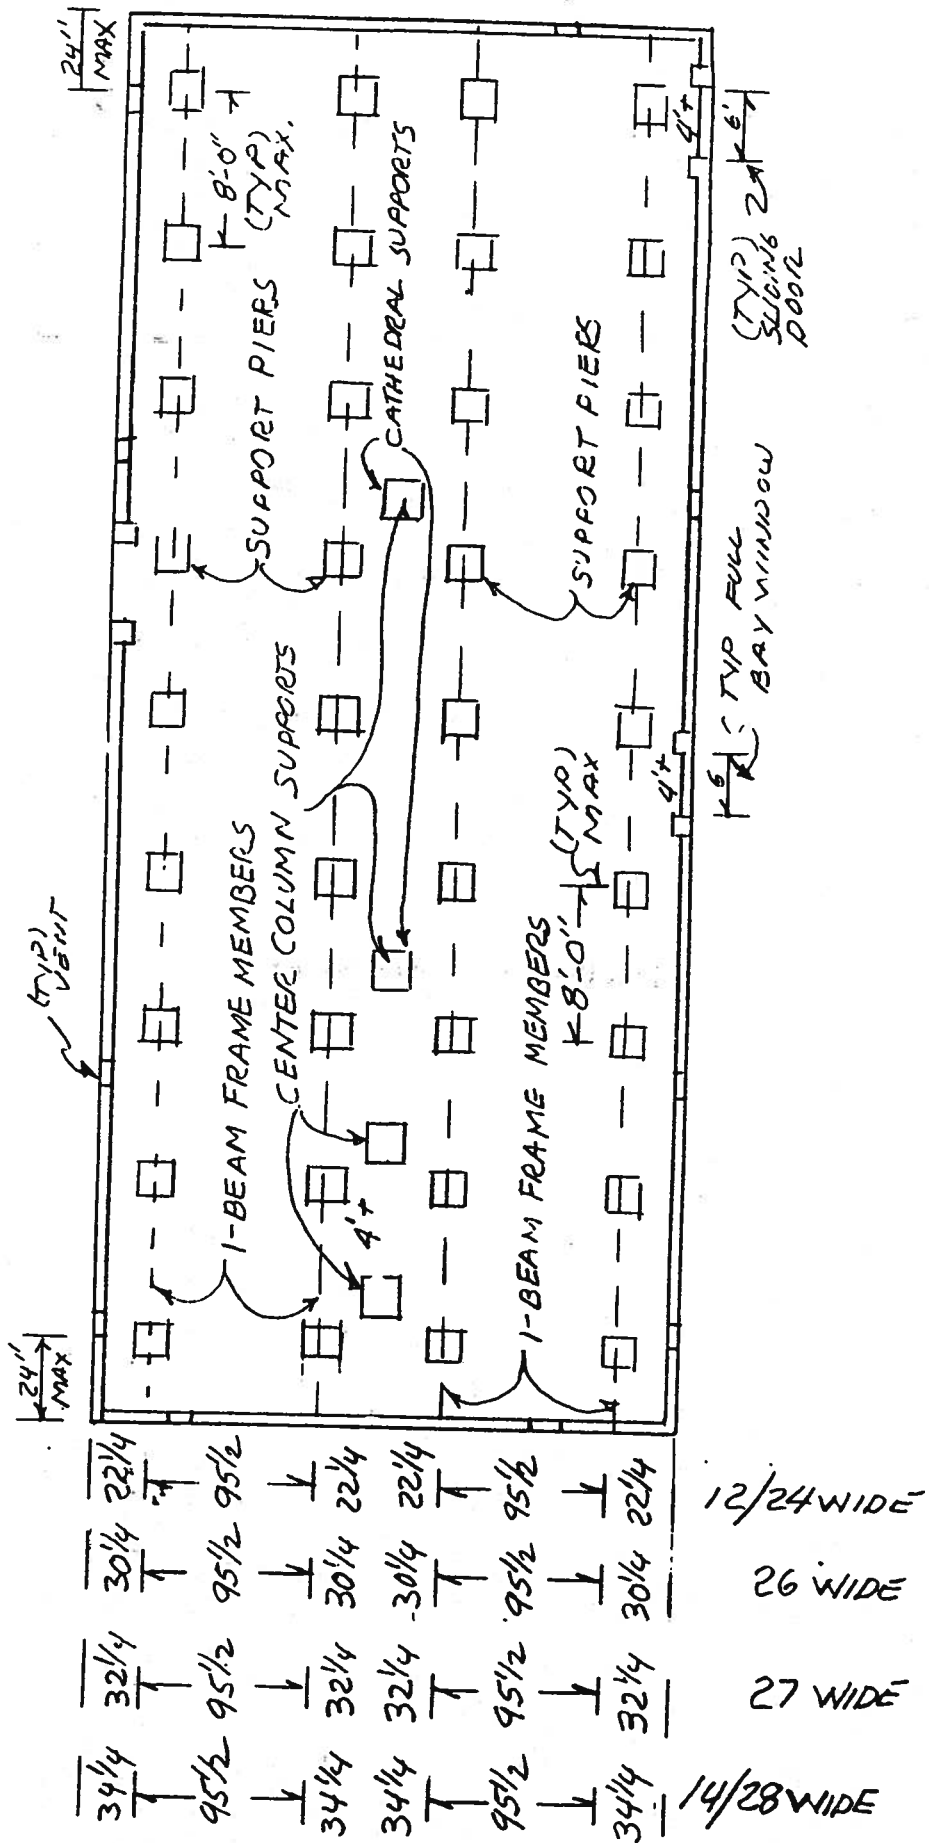 24"
MAX
8'-0"
(TYP)
MAX.
CATHEDRAL SUPPORTS
4'+
6'
(TYP) 2
SLIDING
DOOR
SUPPORT PIERS
SUPPORT PIERS
TYP FULL
BAY WINDOW
4'+
6
CENTER COLUMN SUPPORTS
I-BEAM FRAME MEMBERS
8'-0" (TYP)
MAX
I-BEAM FRAME MEMBERS
(TYP)
VENT
4'+
24"
MAX
22 1/4
95 1/2
22 1/4
22 1/4
95 1/2
22 1/4
12/24 WIDE
30 1/4
95 1/2
30 1/4
30 1/4
95 1/2
30 1/4
26 WIDE
32 1/4
95 1/2
32 1/4
32 1/4
95 1/2
32 1/4
27 WIDE
34 1/4
95 1/2
34 1/4
34 1/4
95 1/2
34 1/4
14/28 WIDE